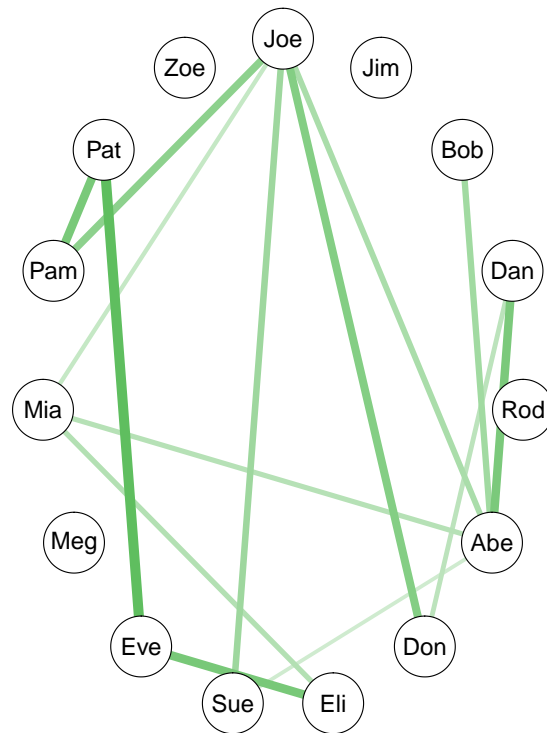 Joe
Zoe
Jim
Pat
Bob
Pam
Dan
Mia
Rod
Meg
Abe
Eve
Don
Sue
Eli